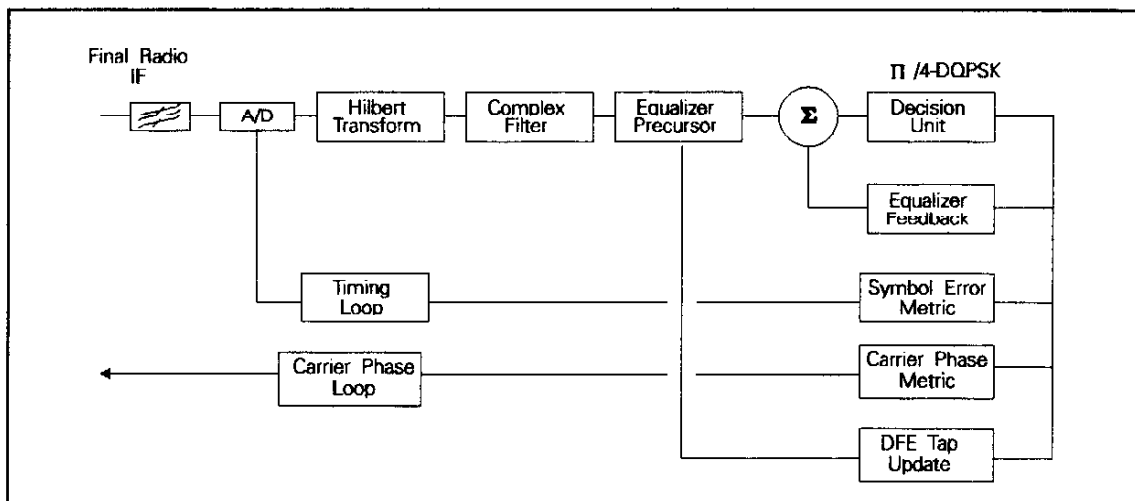 Final Radio
IF
A/D
Hilbert
Transform
Complex
Filter
Equalizer
Precursor
Σ
Π /4-DQPSK
Decision
Unit
Equalizer
Feedback
Timing
Loop
Symbol Error
Metric
Carrier Phase
Loop
Carrier Phase
Metric
DFE Tap
Update